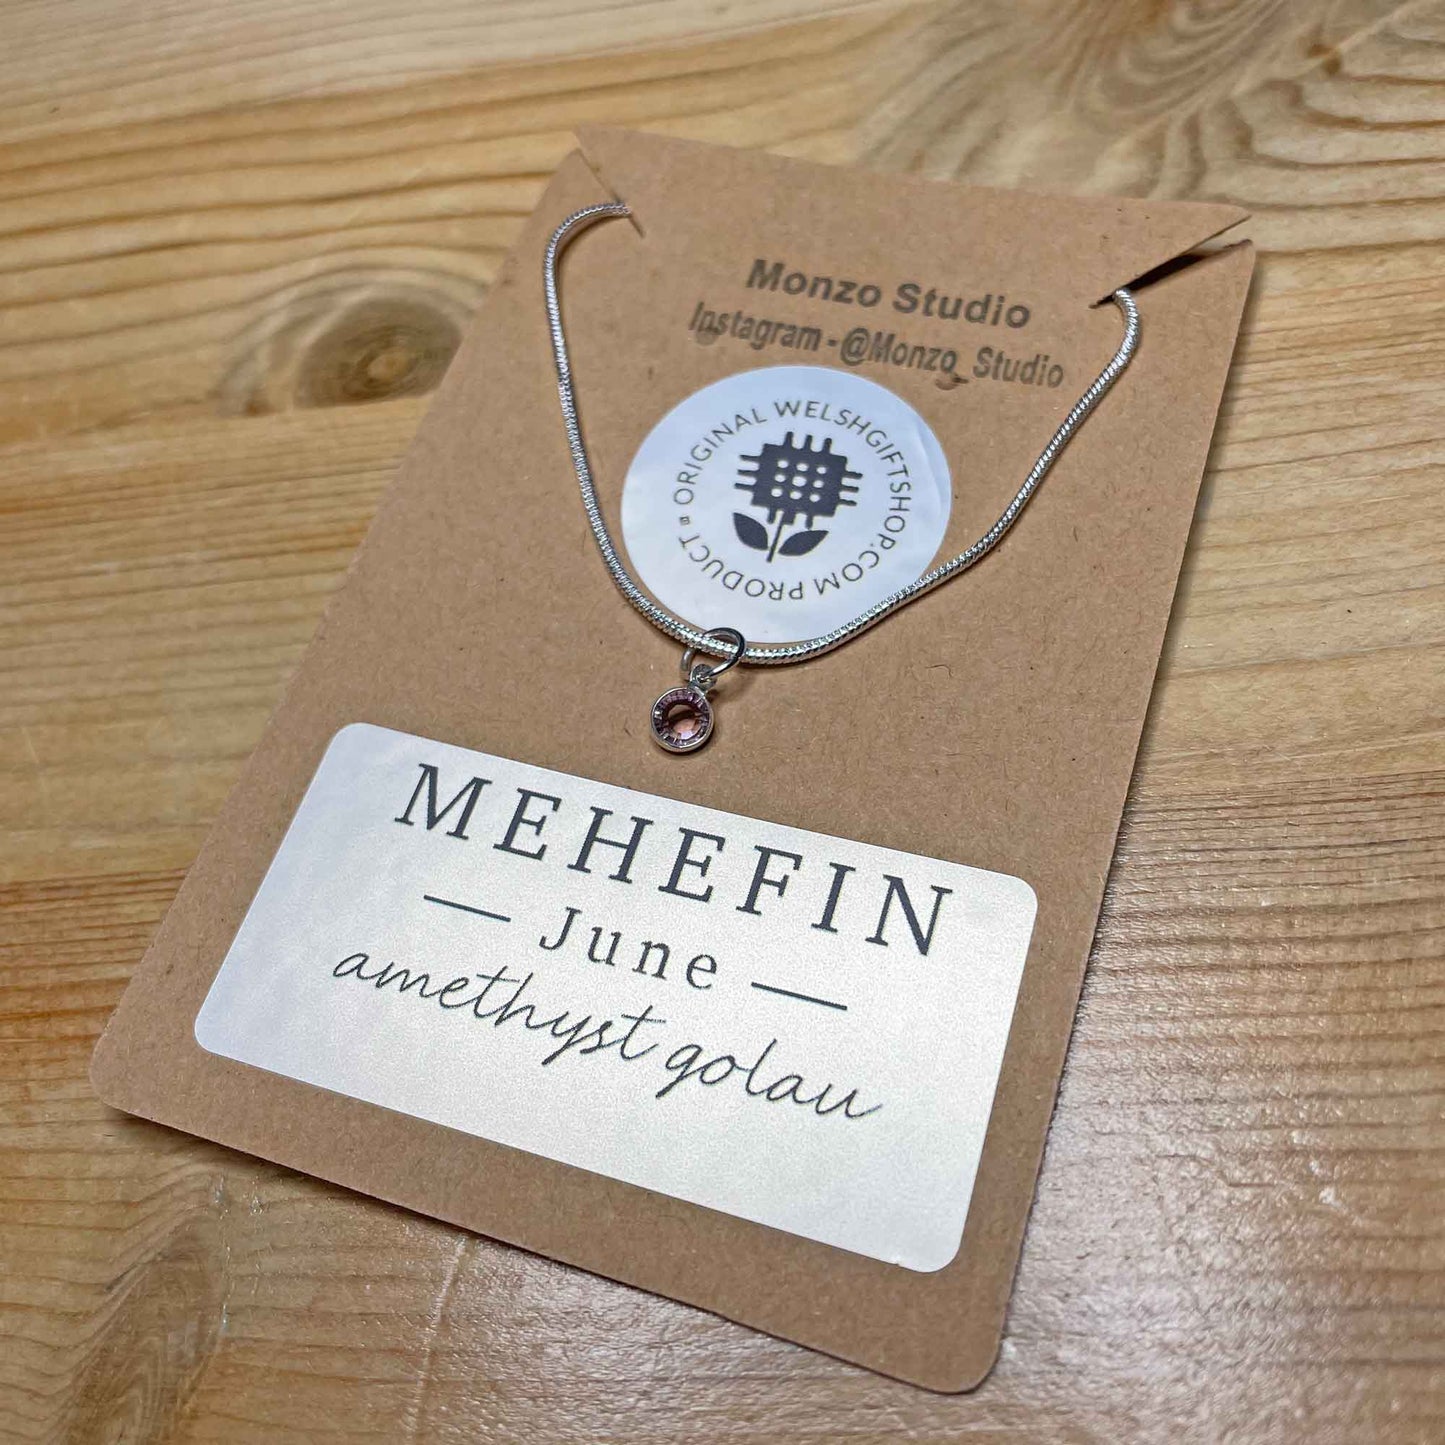 Monzo Studio
Instagram - @Monzo_Studio
ORIGINAL WELSHGIFTSHOP.COM PRODUCT
MEHEFIN
— June —
amethyst golau